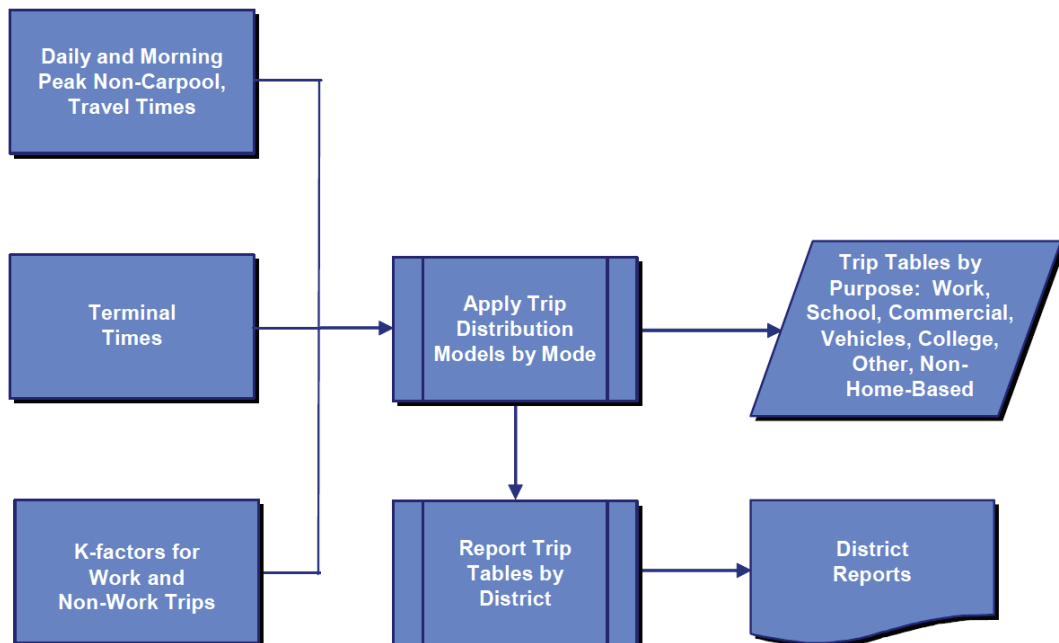 Daily and Morning
Peak Non-Carpool,
Travel Times
Terminal
Times
K-factors for
Work and
Non-Work Trips
Apply Trip
Distribution
Models by Mode
Trip Tables by
Purpose: Work,
School, Commercial,
Vehicles, College,
Other, Non-
Home-Based
Report Trip
Tables by
District
District
Reports